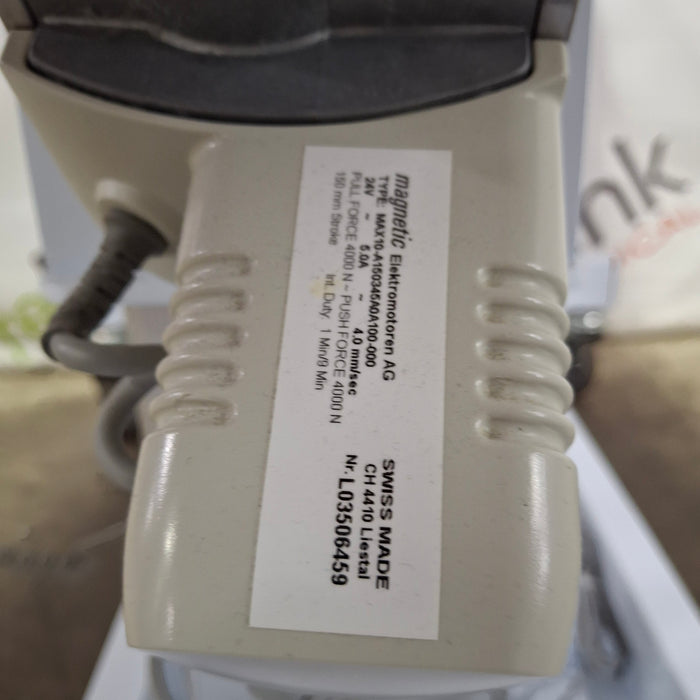 magnetic Elektromotoren AG
TYPE: MAX10-A150345A0A100-000
24V ~ 5.0A ~ 4.0 mm/sec
PULL FORCE 4000 N ~ PUSH FORCE 4000 N
150 mm Stroke Int. Duty: 1 Min/9 Min
SWISS MADE
CH 4410 Liestal
Nr. L03506459
nk